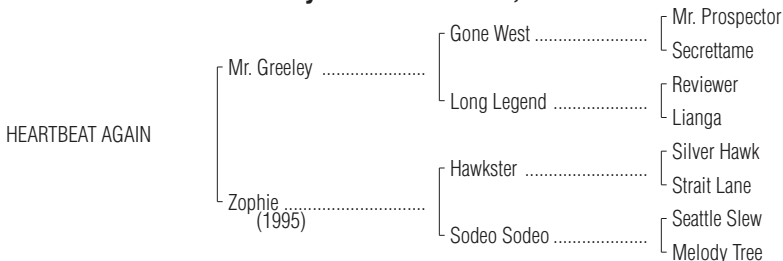 Mr. Prospector
Gone West ........................
Secrettame
Mr. Greeley ......................
Reviewer
Long Legend ....................
Lianga
HEARTBEAT AGAIN
Silver Hawk
Hawkster ..........................
Strait Lane
Zophie ..............................
(1995)
Seattle Slew
Sodeo Sodeo ....................
Melody Tree